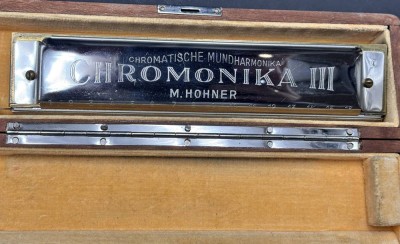 CHROMATISCHE MUNDHARMONIKA
CHROMONIKA III
M. HOHNER